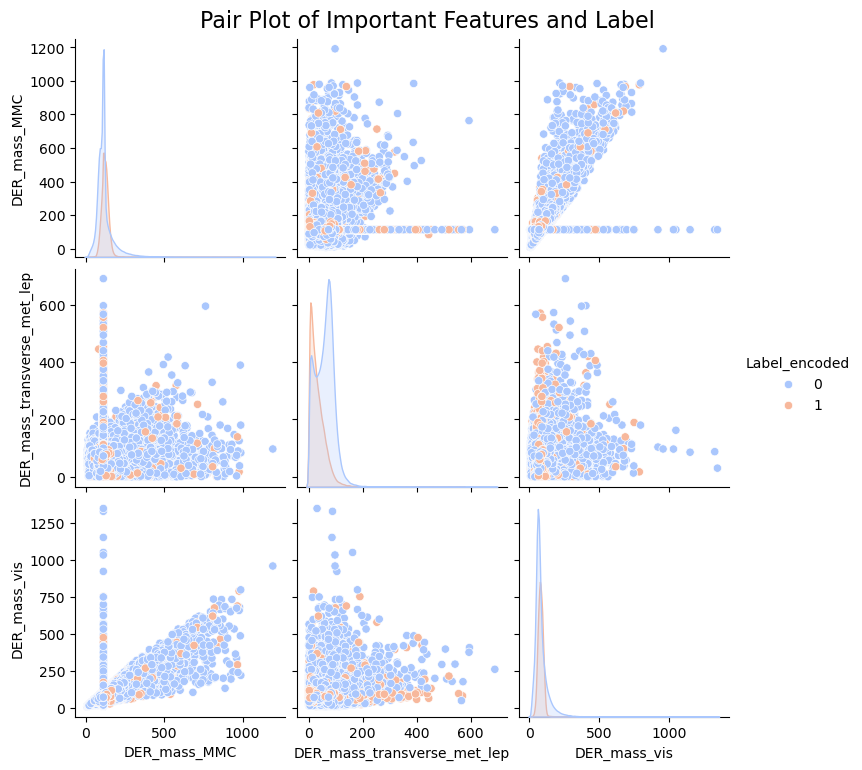 Pair Plot of Important Features and Label
DER_mass_MMC
1200
1000
800
600
400
200
0
DER_mass_transverse_met_lep
600
400
200
0
Label_encoded
0
1
DER_mass_vis
1250
1000
750
500
250
0
0 1000
DER_mass_MMC
0 200 400 600
DER_mass_transverse_met_lep
0 500 1000
DER_mass_vis